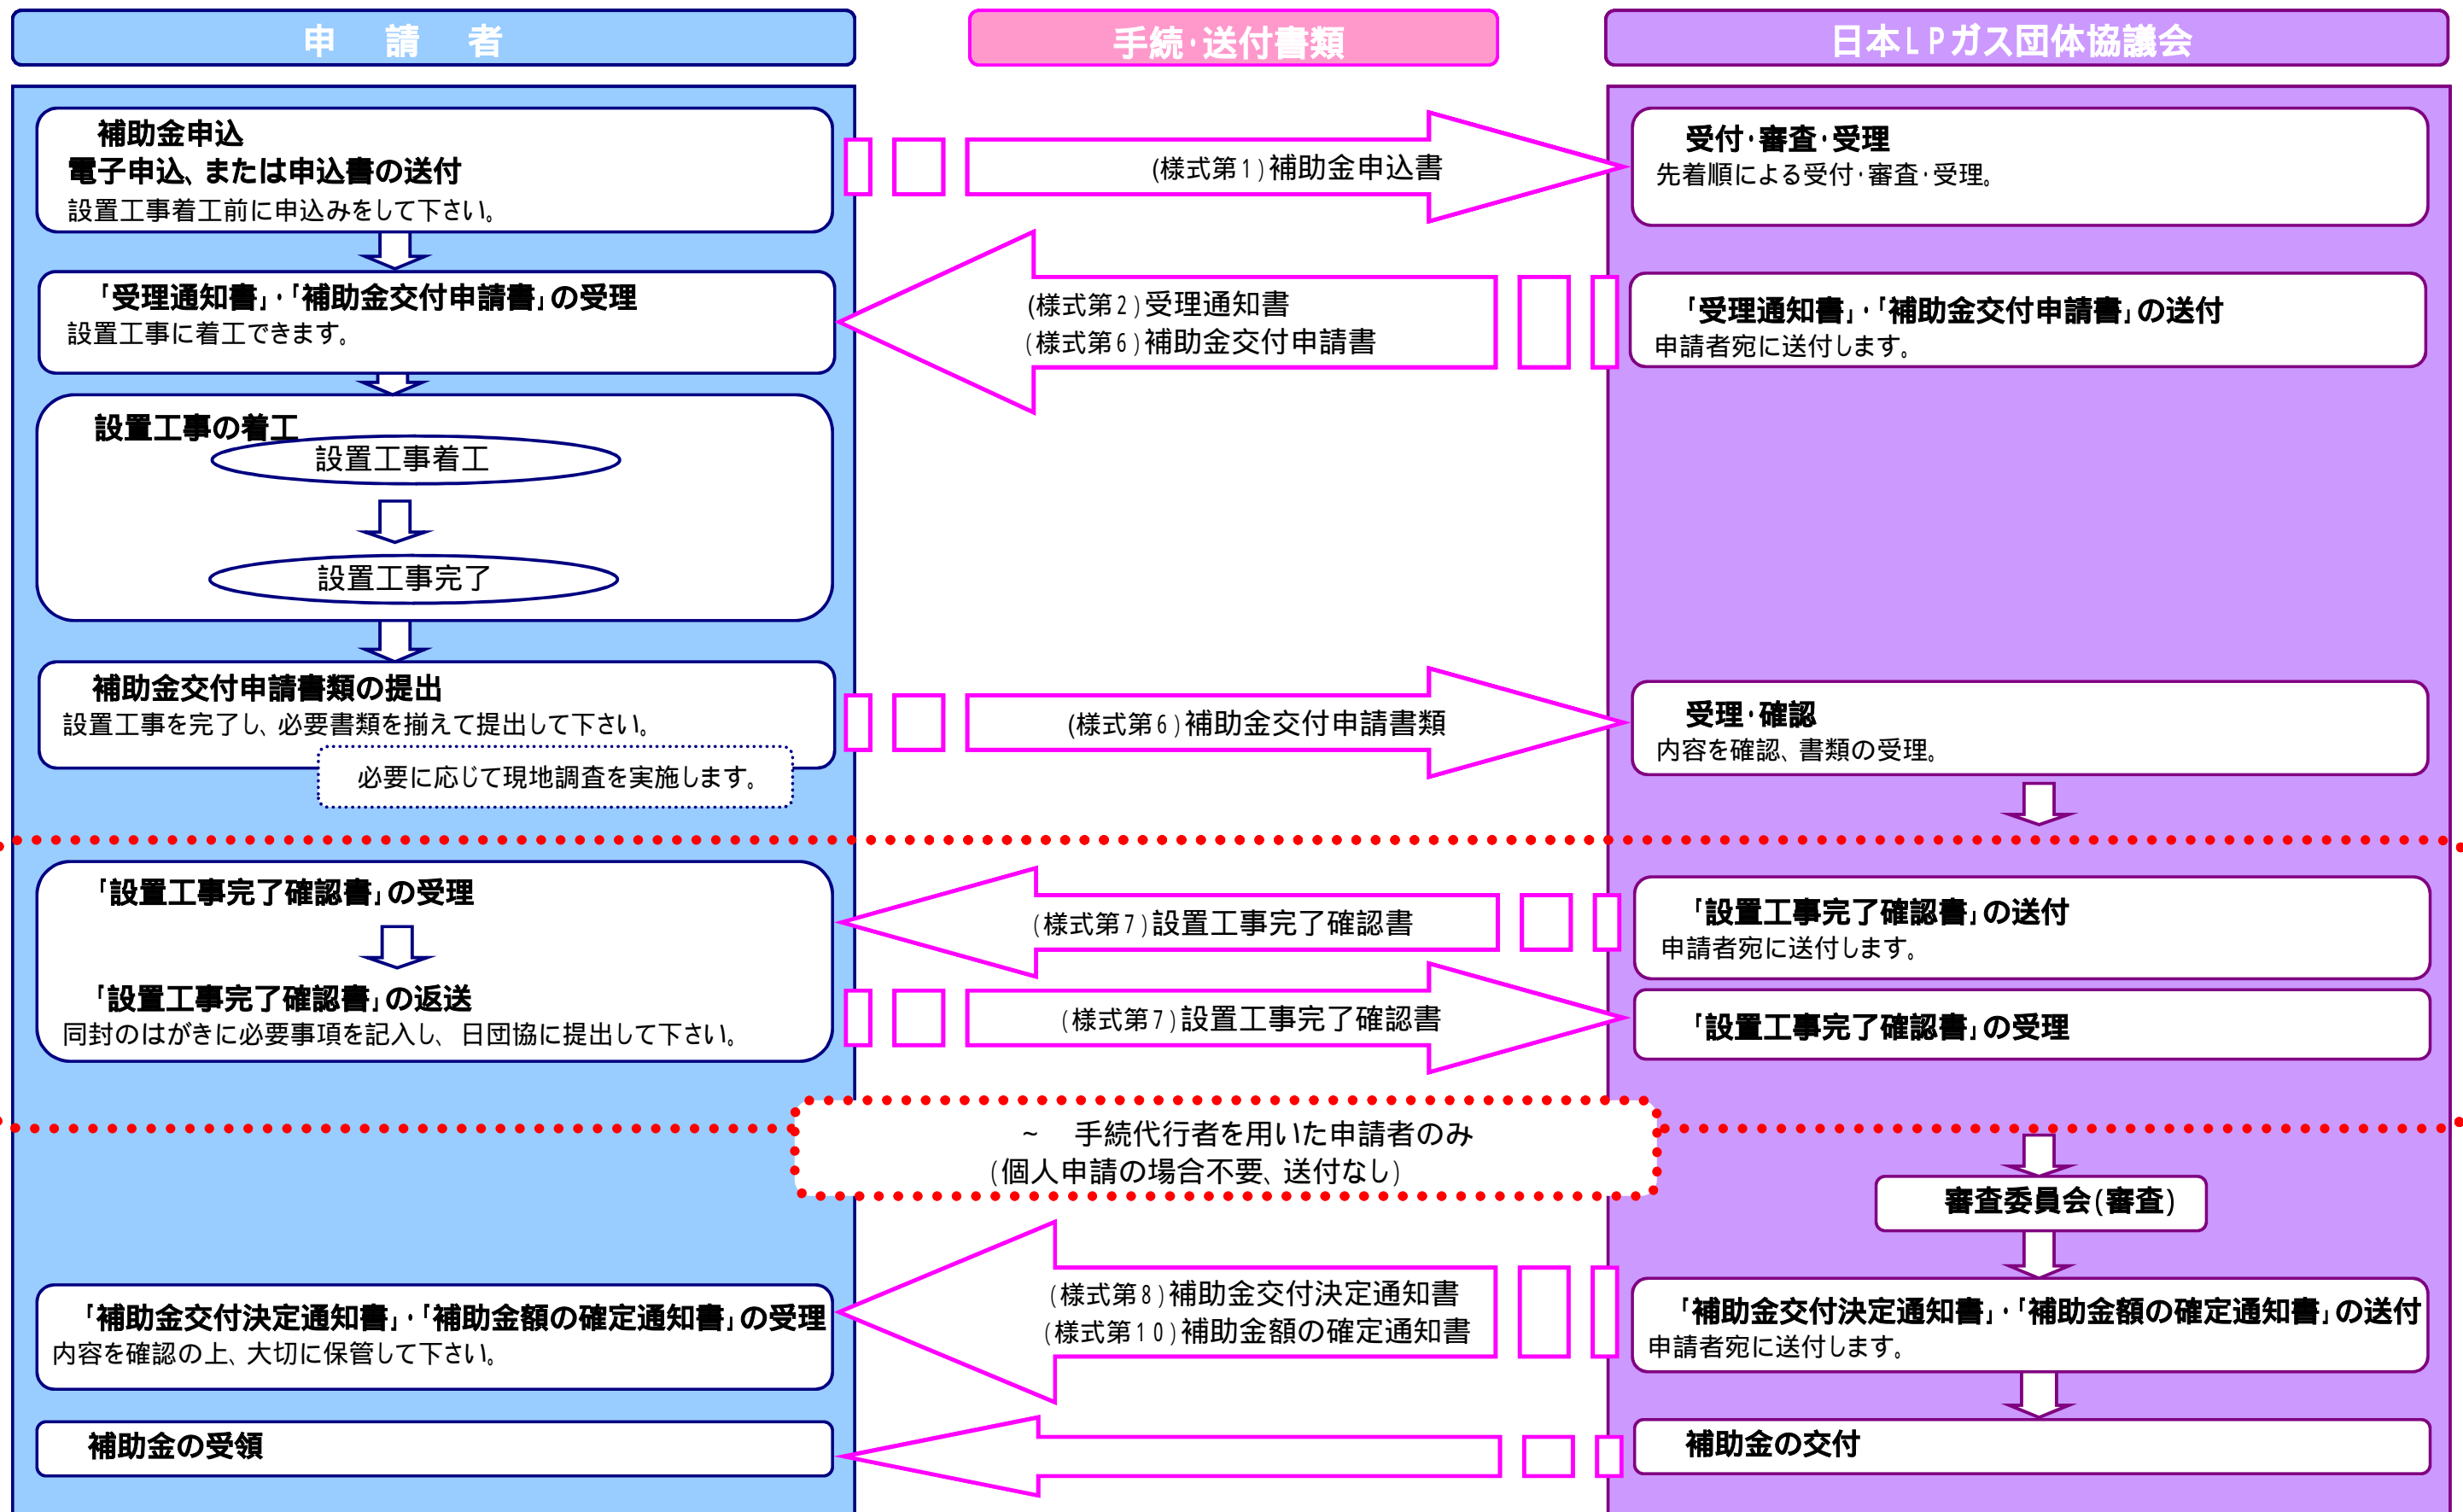 申 請 者
手続・送付書類
日本LPガス団体協議会
補助金申込
電子申込、または申込書の送付
設置工事着工前に申込みをして下さい。
(様式第1)補助金申込書
受付・審査・受理
先着順による受付・審査・受理。
「受理通知書」・「補助金交付申請書」の受理
設置工事に着工できます。
(様式第2)受理通知書
(様式第6)補助金交付申請書
「受理通知書」・「補助金交付申請書」の送付
申請者宛に送付します。
設置工事の着工
設置工事着工
設置工事完了
補助金交付申請書類の提出
設置工事を完了し、必要書類を揃えて提出して下さい。
必要に応じて現地調査を実施します。
(様式第6)補助金交付申請書類
受理・確認
内容を確認、書類の受理。
「設置工事完了確認書」の受理
(様式第7)設置工事完了確認書
「設置工事完了確認書」の送付
申請者宛に送付します。
「設置工事完了確認書」の返送
同封のはがきに必要事項を記入し、日団協に提出して下さい。
(様式第7)設置工事完了確認書
「設置工事完了確認書」の受理
~ 手続代行者を用いた申請者のみ
(個人申請の場合不要、送付なし)
審査委員会(審査)
「補助金交付決定通知書」・「補助金額の確定通知書」の受理
内容を確認の上、大切に保管して下さい。
(様式第8)補助金交付決定通知書
(様式第10)補助金額の確定通知書
「補助金交付決定通知書」・「補助金額の確定通知書」の送付
申請者宛に送付します。
補助金の受領
補助金の交付